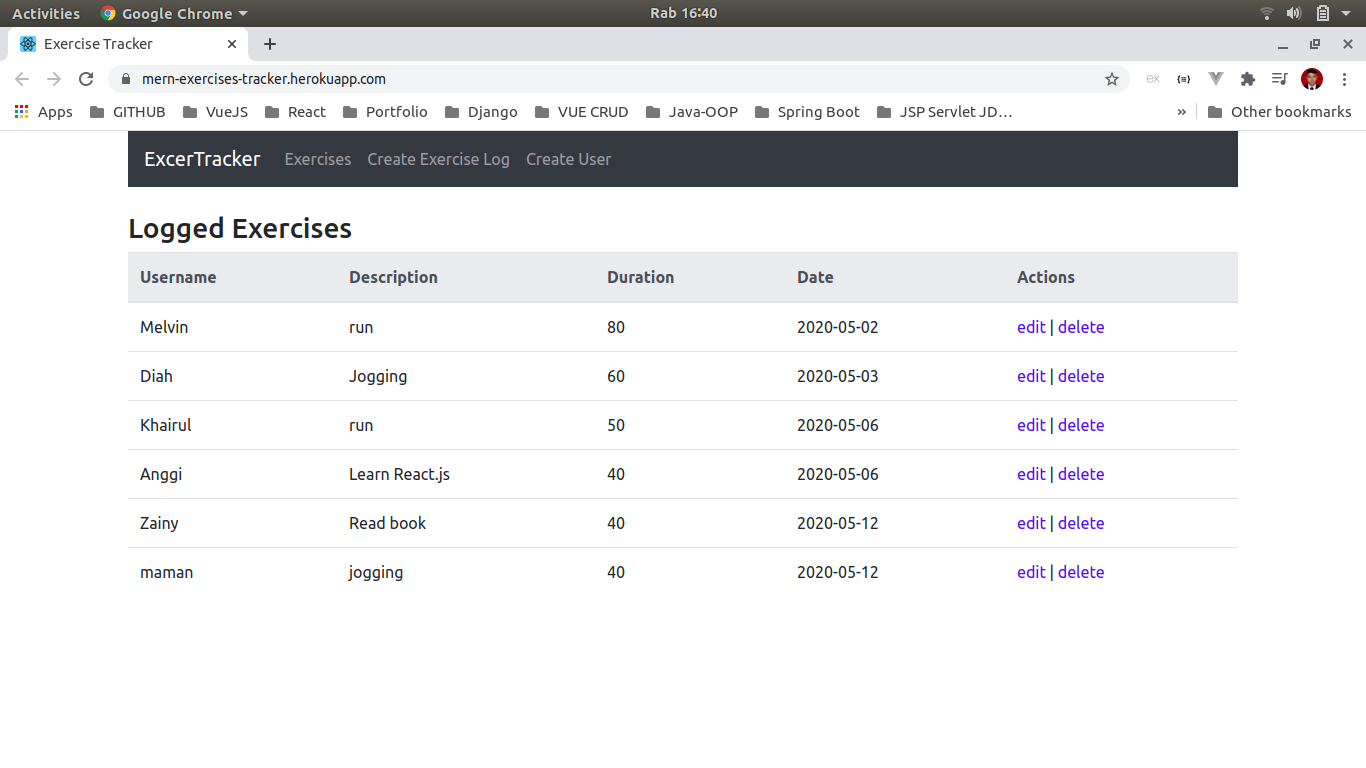 Activities Google Chrome Rab 16:40
Exercise Tracker
mern-exercises-tracker.herokuapp.com
Apps GITHUB VueJS React Portfolio Django VUE CRUD Java-OOP Spring Boot JSP Servlet JD… » Other bookmarks
ExcerTracker Exercises Create Exercise Log Create User
Logged Exercises
Username Description Duration Date Actions
Melvin run 80 2020-05-02 edit | delete
Diah Jogging 60 2020-05-03 edit | delete
Khairul run 50 2020-05-06 edit | delete
Anggi Learn React.js 40 2020-05-06 edit | delete
Zainy Read book 40 2020-05-12 edit | delete
maman jogging 40 2020-05-12 edit | delete